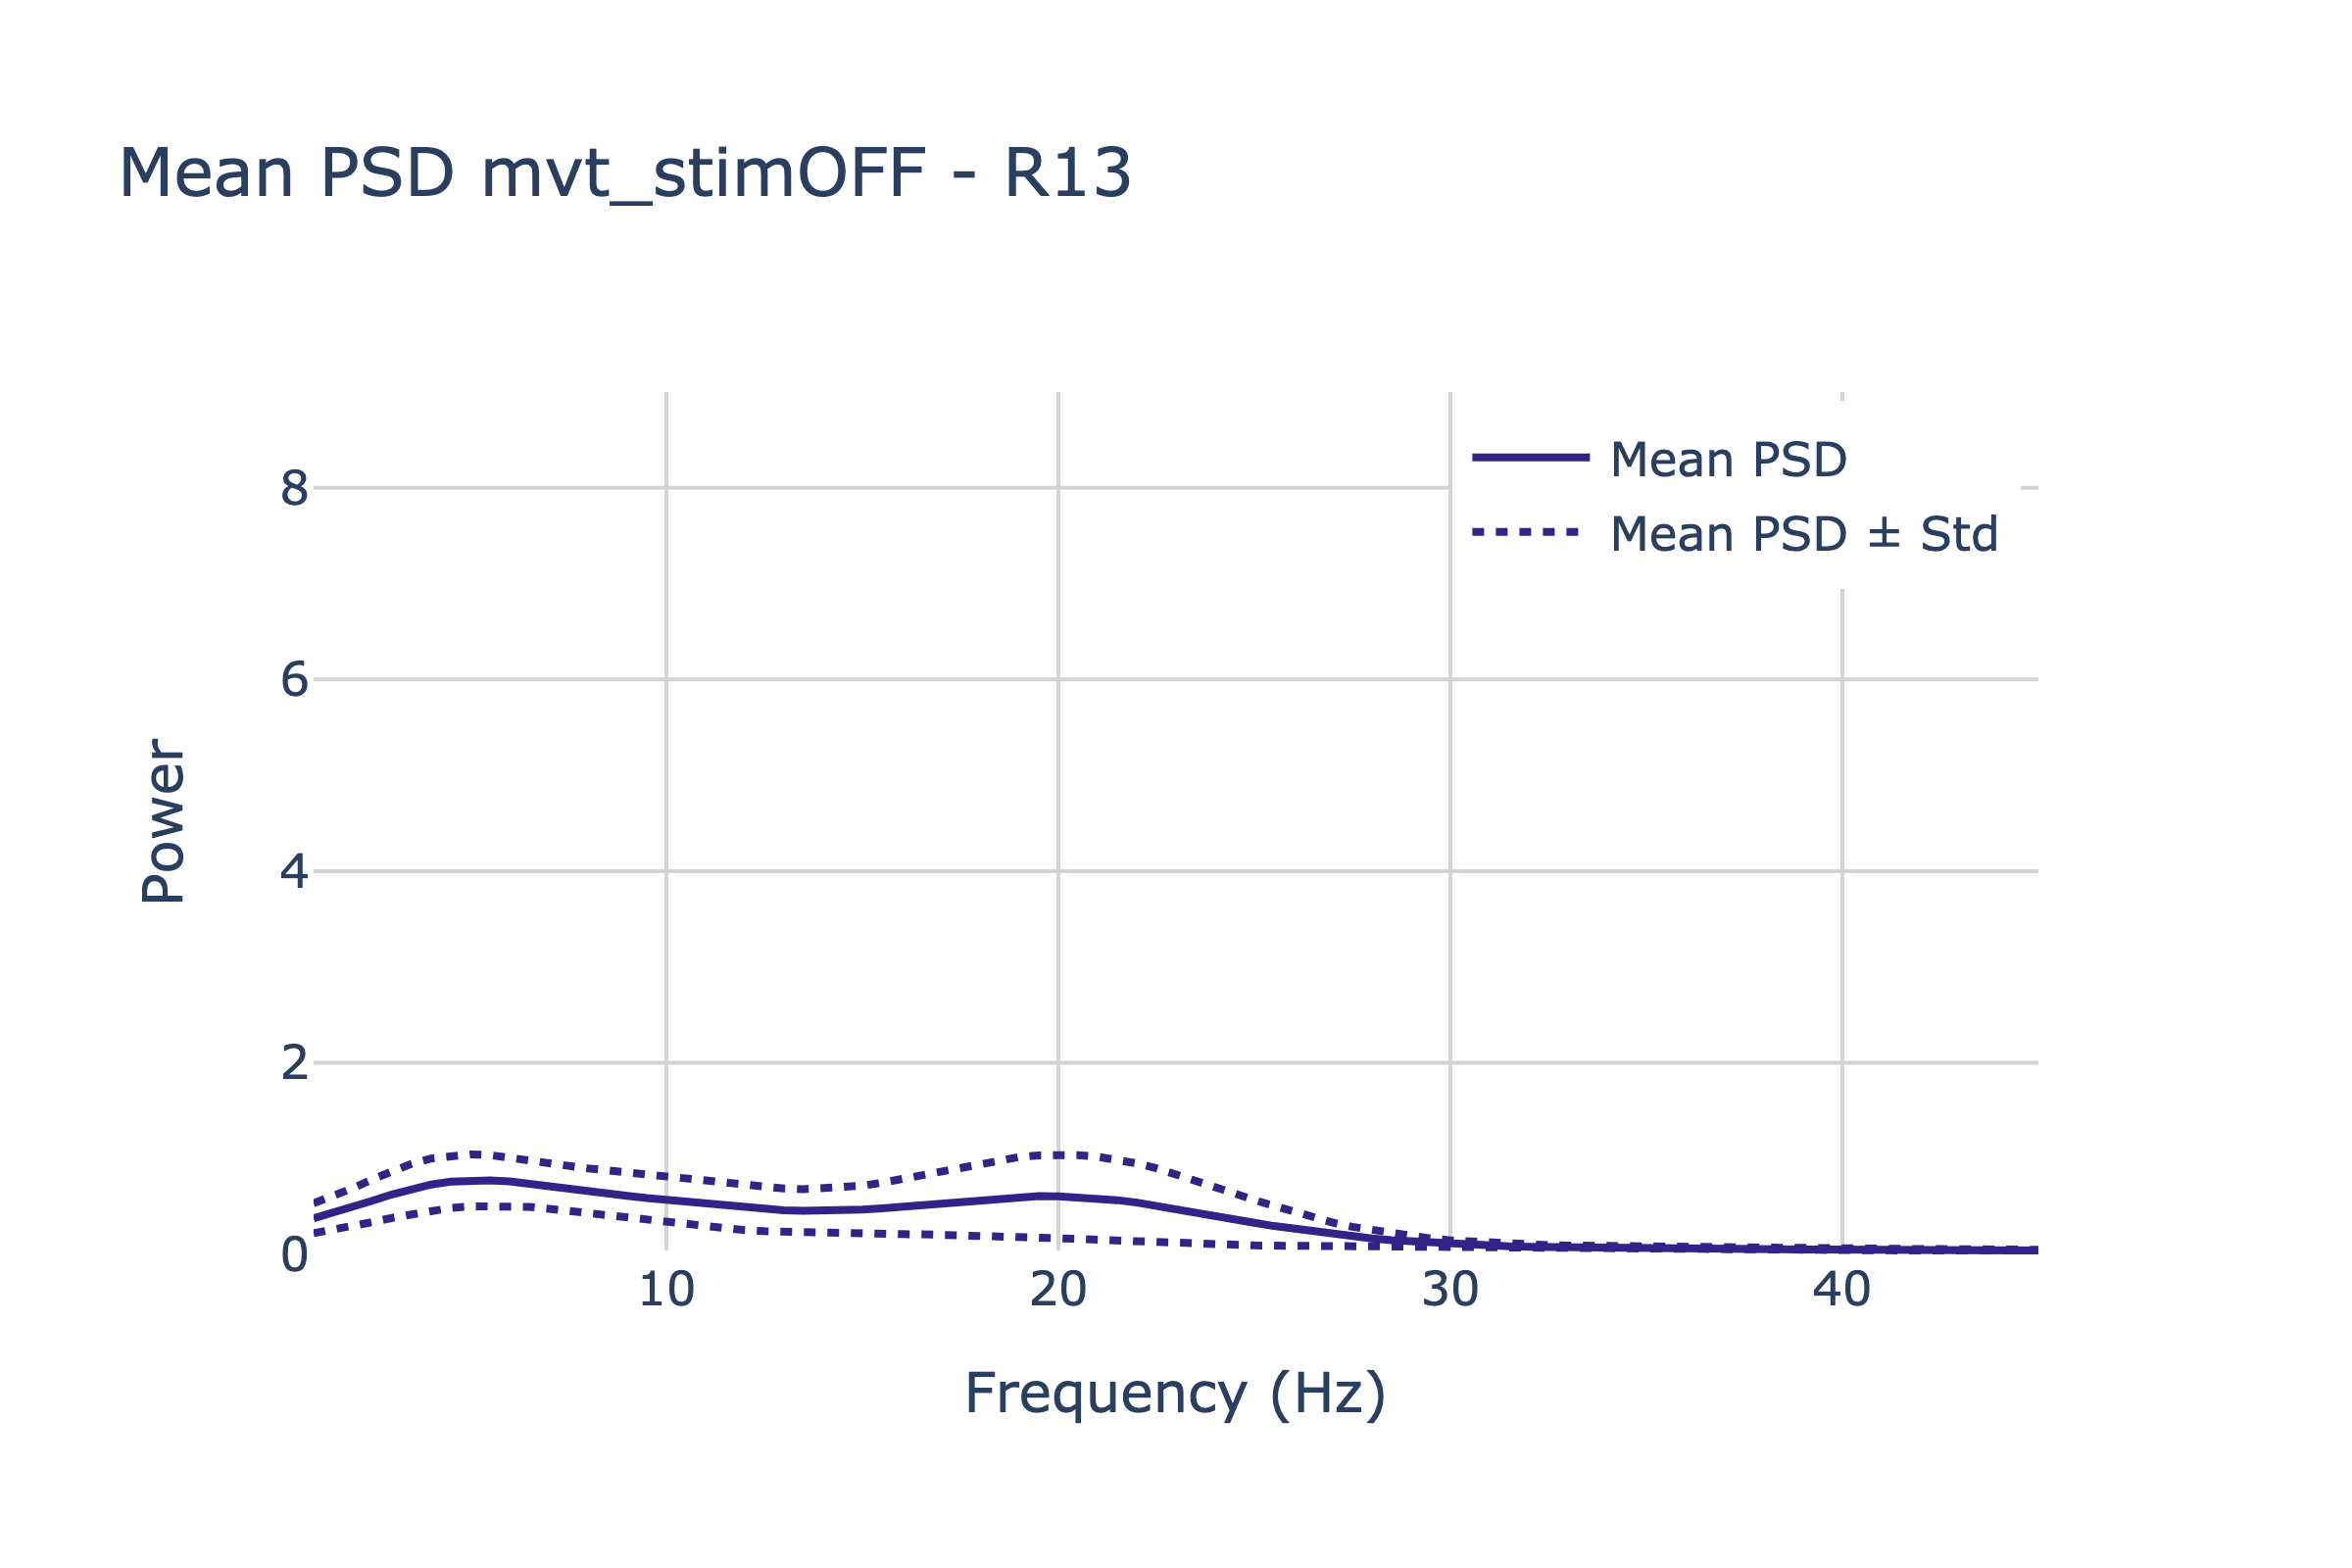 Mean PSD mvt_stimOFF - R13
Mean PSD
Mean PSD ± Std
8
6
4
2
0
Power
10 20 30 40
Frequency (Hz)